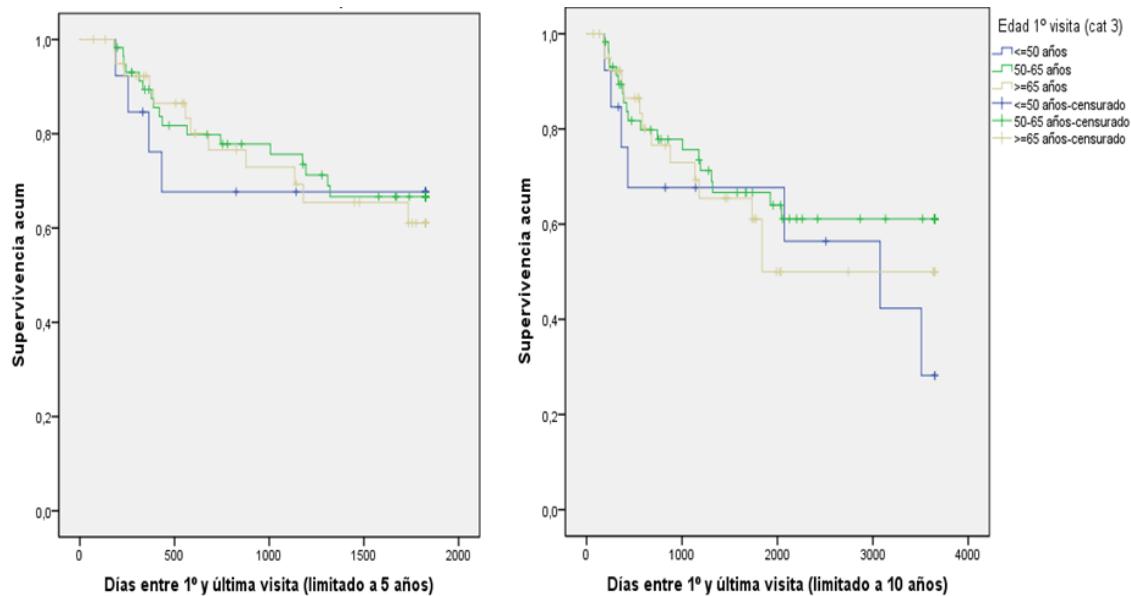 1,0
0,8
0,6
0,4
0,2
0,0
Supervivencia acum
0 500 1000 1500 2000
Días entre 1º y última visita (limitado a 5 años)
1,0
0,8
0,6
0,4
0,2
0,0
Supervivencia acum
0 1000 2000 3000 4000
Días entre 1º y última visita (limitado a 10 años)
Edad 1º visita (cat 3)
<=50 años
50-65 años
>=65 años
<=50 años-censurado
50-65 años-censurado
>=65 años-censurado